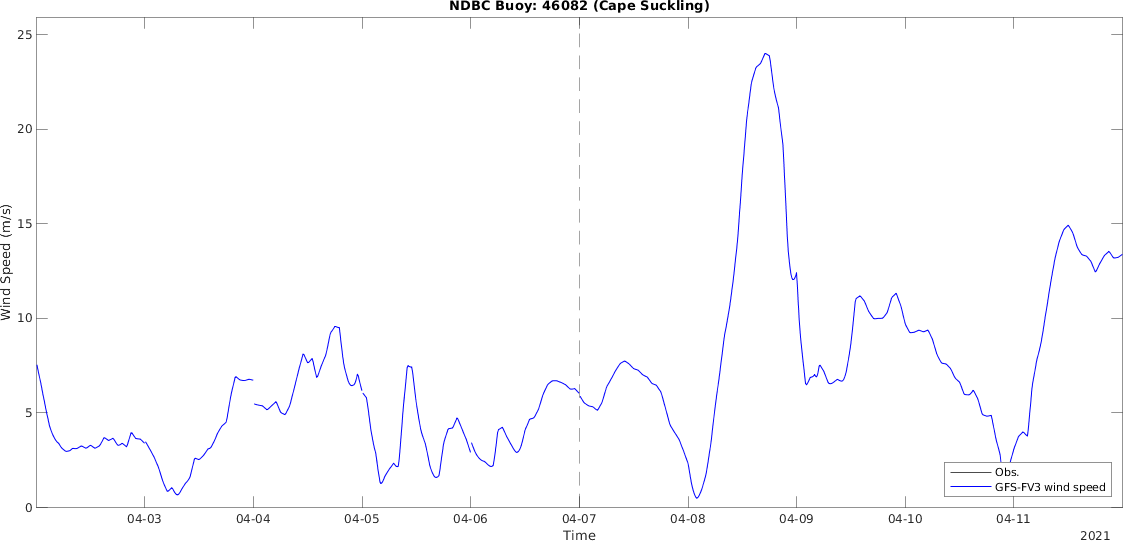 NDBC Buoy: 46082 (Cape Suckling)
25
20
15
10
5
0
Wind Speed (m/s)
04-03 04-04 04-05 04-06 04-07 04-08 04-09 04-10 04-11
Time
2021
Obs.
GFS-FV3 wind speed